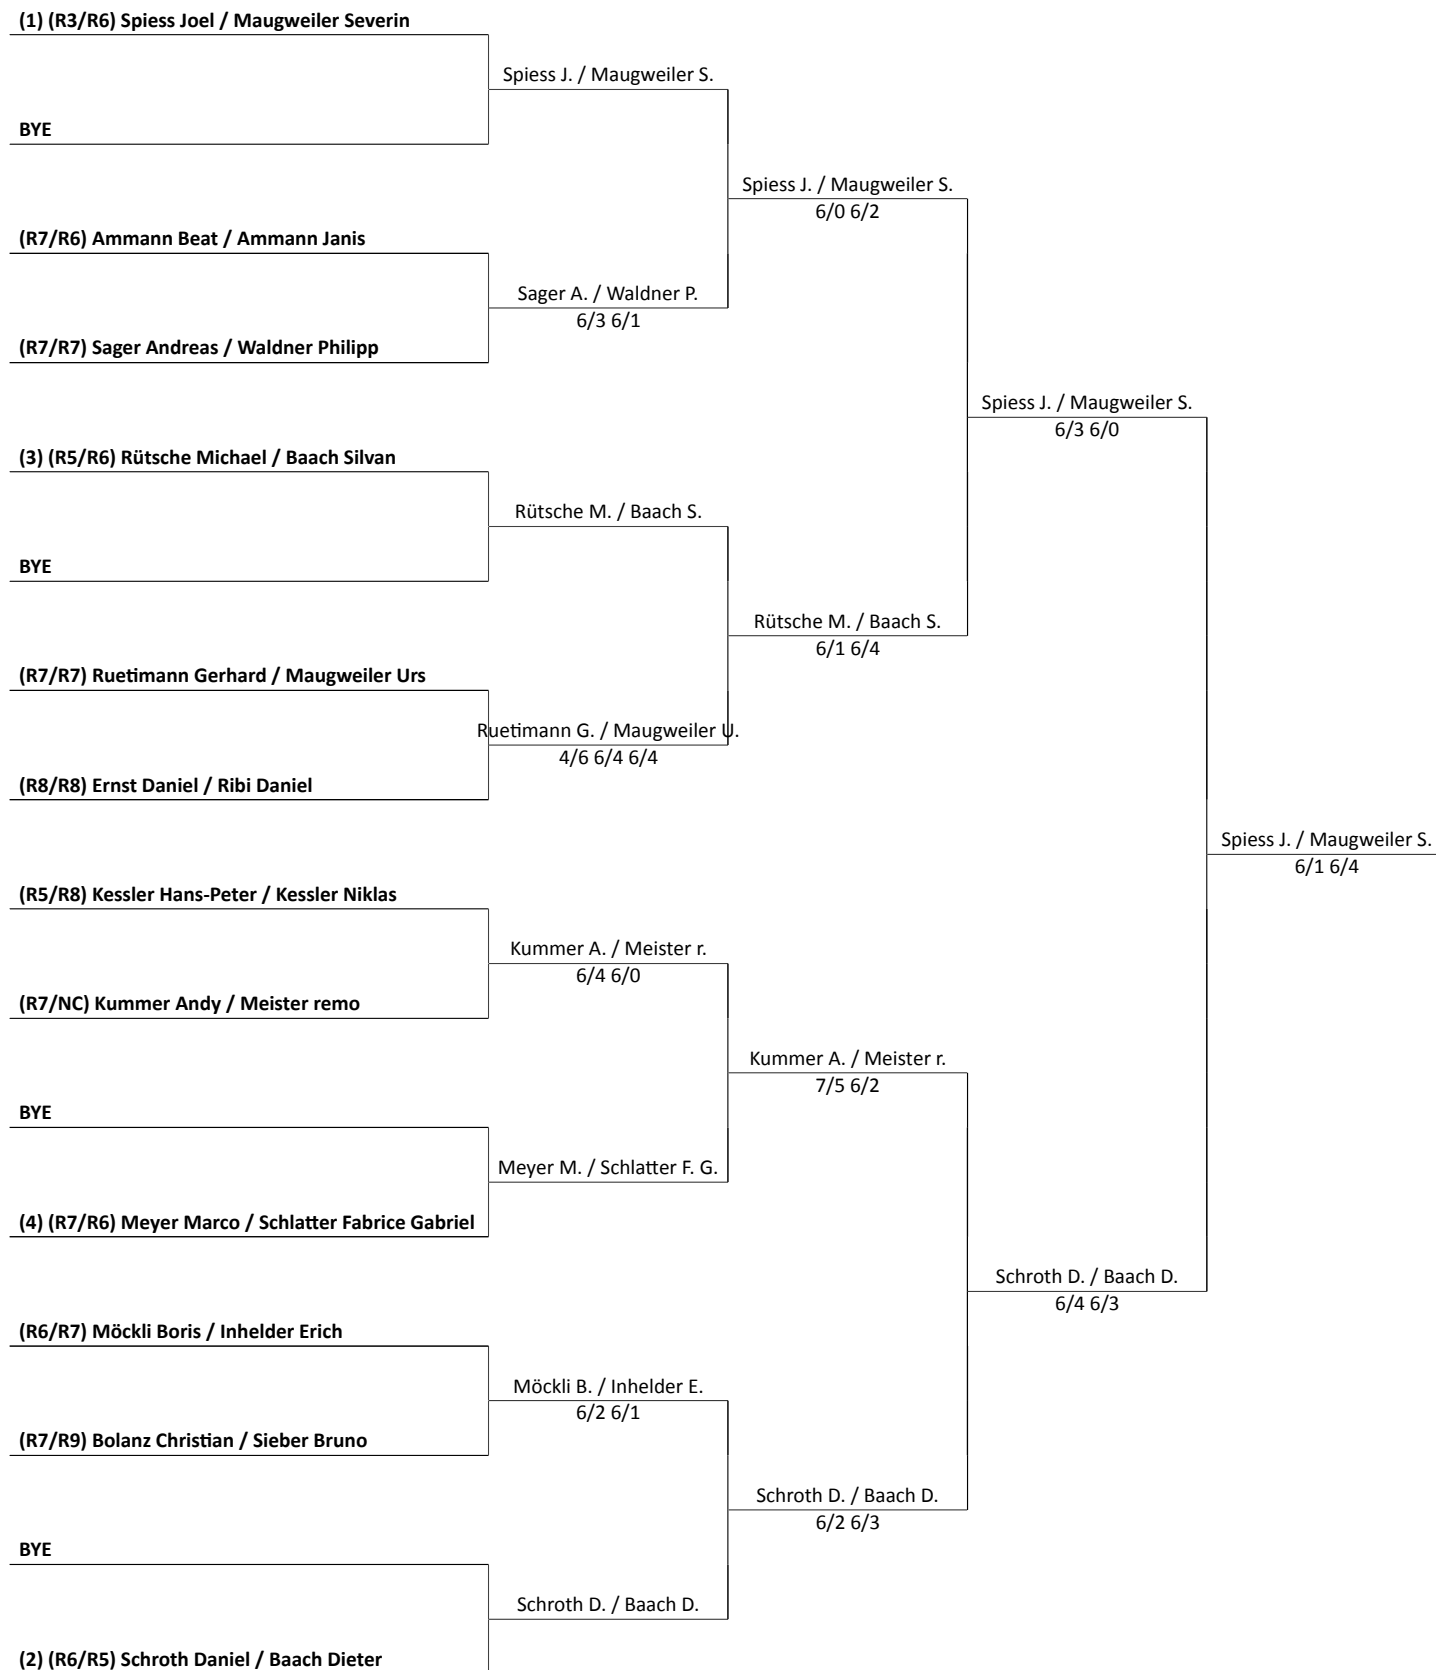 (1) (R3/R6) Spiess Joel / Maugweiler Severin
Spiess J. / Maugweiler S.
BYE
Spiess J. / Maugweiler S.
6/0 6/2
(R7/R6) Ammann Beat / Ammann Janis
Sager A. / Waldner P.
6/3 6/1
(R7/R7) Sager Andreas / Waldner Philipp
Spiess J. / Maugweiler S.
6/3 6/0
(3) (R5/R6) Rütsche Michael / Baach Silvan
Rütsche M. / Baach S.
BYE
Rütsche M. / Baach S.
6/1 6/4
(R7/R7) Ruetimann Gerhard / Maugweiler Urs
Ruetimann G. / Maugweiler U.
4/6 6/4 6/4
(R8/R8) Ernst Daniel / Ribi Daniel
Spiess J. / Maugweiler S.
6/1 6/4
(R5/R8) Kessler Hans-Peter / Kessler Niklas
Kummer A. / Meister r.
6/4 6/0
(R7/NC) Kummer Andy / Meister remo
Kummer A. / Meister r.
7/5 6/2
BYE
Meyer M. / Schlatter F. G.
(4) (R7/R6) Meyer Marco / Schlatter Fabrice Gabriel
Schroth D. / Baach D.
6/4 6/3
(R6/R7) Möckli Boris / Inhelder Erich
Möckli B. / Inhelder E.
6/2 6/1
(R7/R9) Bolanz Christian / Sieber Bruno
Schroth D. / Baach D.
6/2 6/3
BYE
Schroth D. / Baach D.
(2) (R6/R5) Schroth Daniel / Baach Dieter